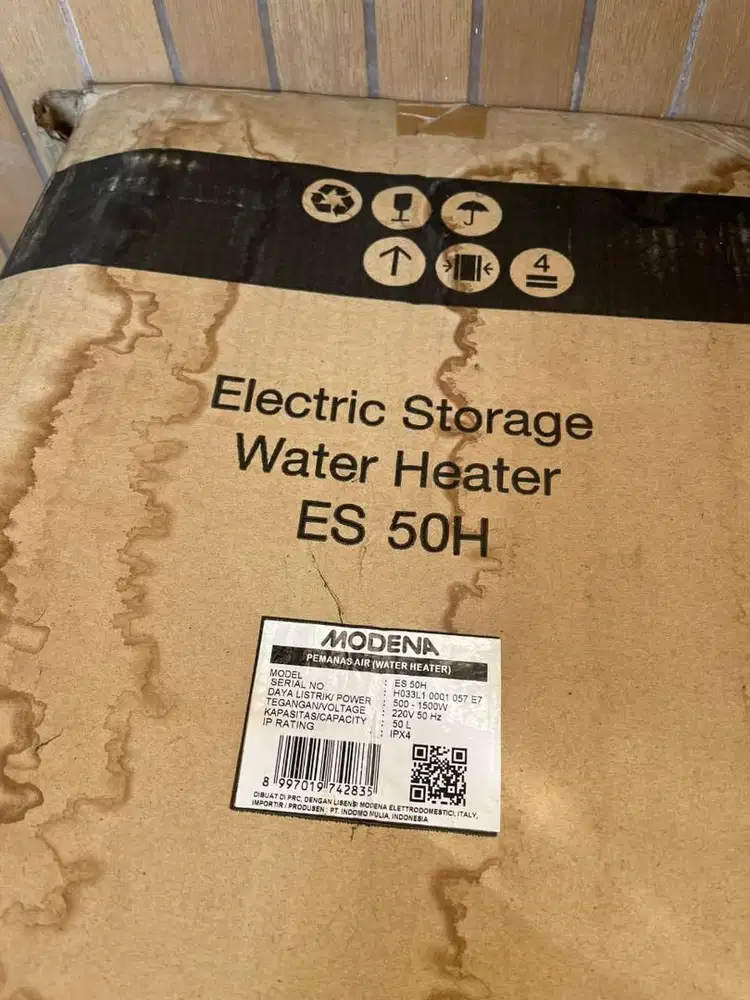 4
Electric Storage
Water Heater
ES 50H
MODENA
PEMANAS AIR (WATER HEATER)
MODEL : ES 50H
SERIAL NO : H033L1 0001 057 E7
DAYA LISTRIK/ POWER : 500 - 1500W
TEGANGAN/VOLTAGE : 220V 50 Hz
KAPASITAS/CAPACITY : 50 L
IP RATING : IPX4
8 997019 742835
DIBUAT DI PRC, DENGAN LISENSI MODENA ELETTRODOMESTICI, ITALY,
IMPORTIR / PRODUSEN : PT. INDOMO MULIA, INDONESIA